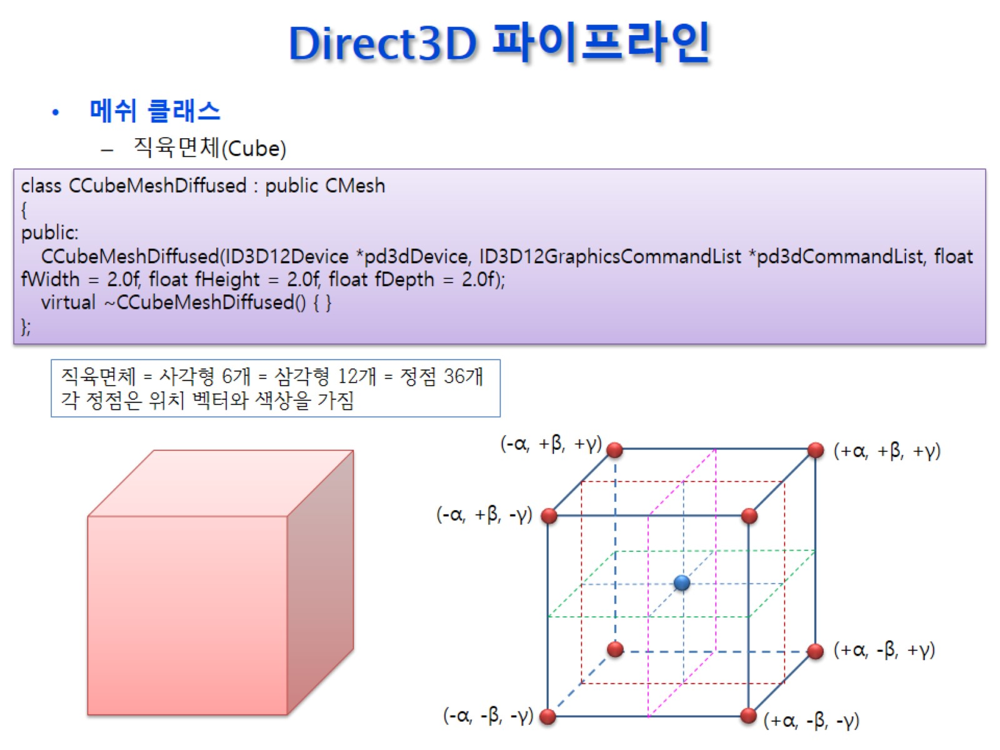 Direct3D 파이프라인
• 메쉬 클래스
– 직육면체(Cube)
class CCubeMeshDiffused : public CMesh
{
public:
CCubeMeshDiffused(ID3D12Device *pd3dDevice, ID3D12GraphicsCommandList *pd3dCommandList, float
fWidth = 2.0f, float fHeight = 2.0f, float fDepth = 2.0f);
virtual ~CCubeMeshDiffused() { }
};
직육면체 = 사각형 6개 = 삼각형 12개 = 정점 36개
각 정점은 위치 벡터와 색상을 가짐
(-α, +β, +γ)
(+α, +β, +γ)
(-α, +β, -γ)
(+α, -β, +γ)
(-α, -β, -γ)
(+α, -β, -γ)